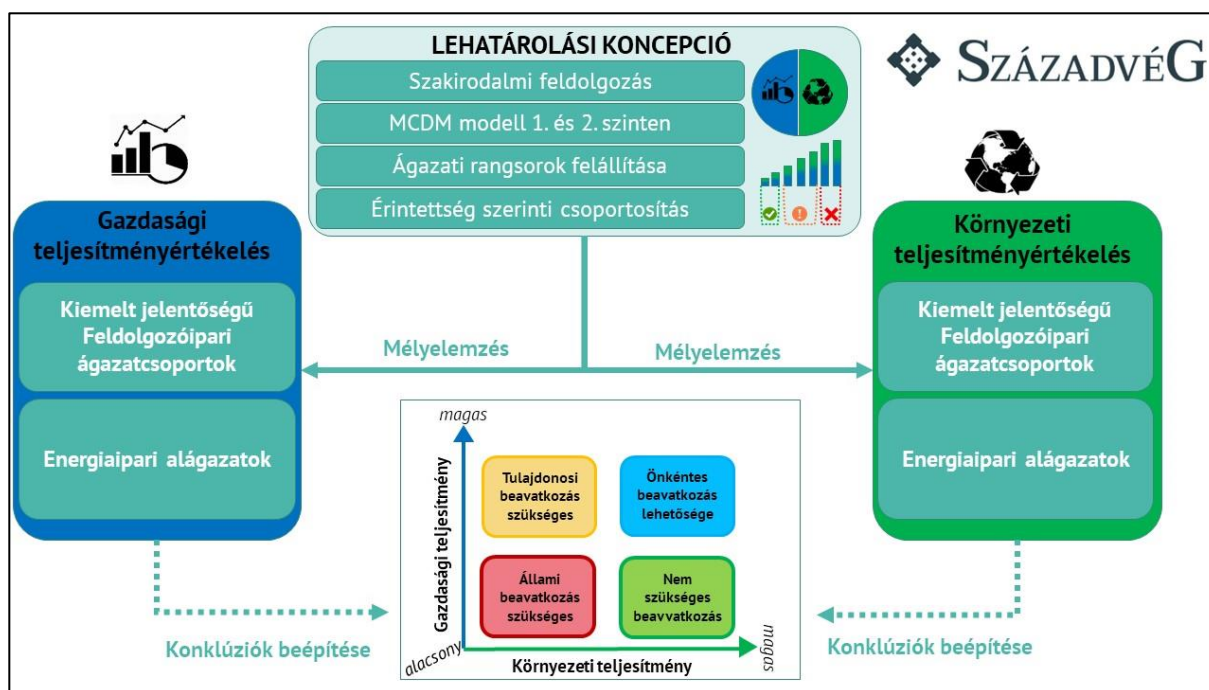 LEHATÁROLÁSI KONCEPCIÓ
Szakirodalmi feldolgozás
MCDM modell 1. és 2. szinten
Ágazati rangsorok felállítása
Érintettség szerinti csoportosítás
SZÁZADVÉG
Gazdasági
teljesítményértékelés
Kiemelt jelentőségű
Feldolgozóipari
ágazatcsoportok
Energiaipari alágazatok
Környezeti
teljesítményértékelés
Kiemelt jelentőségű
Feldolgozóipari
ágazatcsoportok
Energiaipari alágazatok
Mélyelemzés
Mélyelemzés
magas
Gazdasági teljesítmény
Tulajdonosi
beavatkozás
szükséges
Önkéntes
beavatkozás
lehetősége
Állami
beavatkozás
szükséges
Nem
szükséges
beavvatkozás
alacsony
Környezeti teljesítmény
magas
Konklúziók beépítése
Konklúziók beépítése